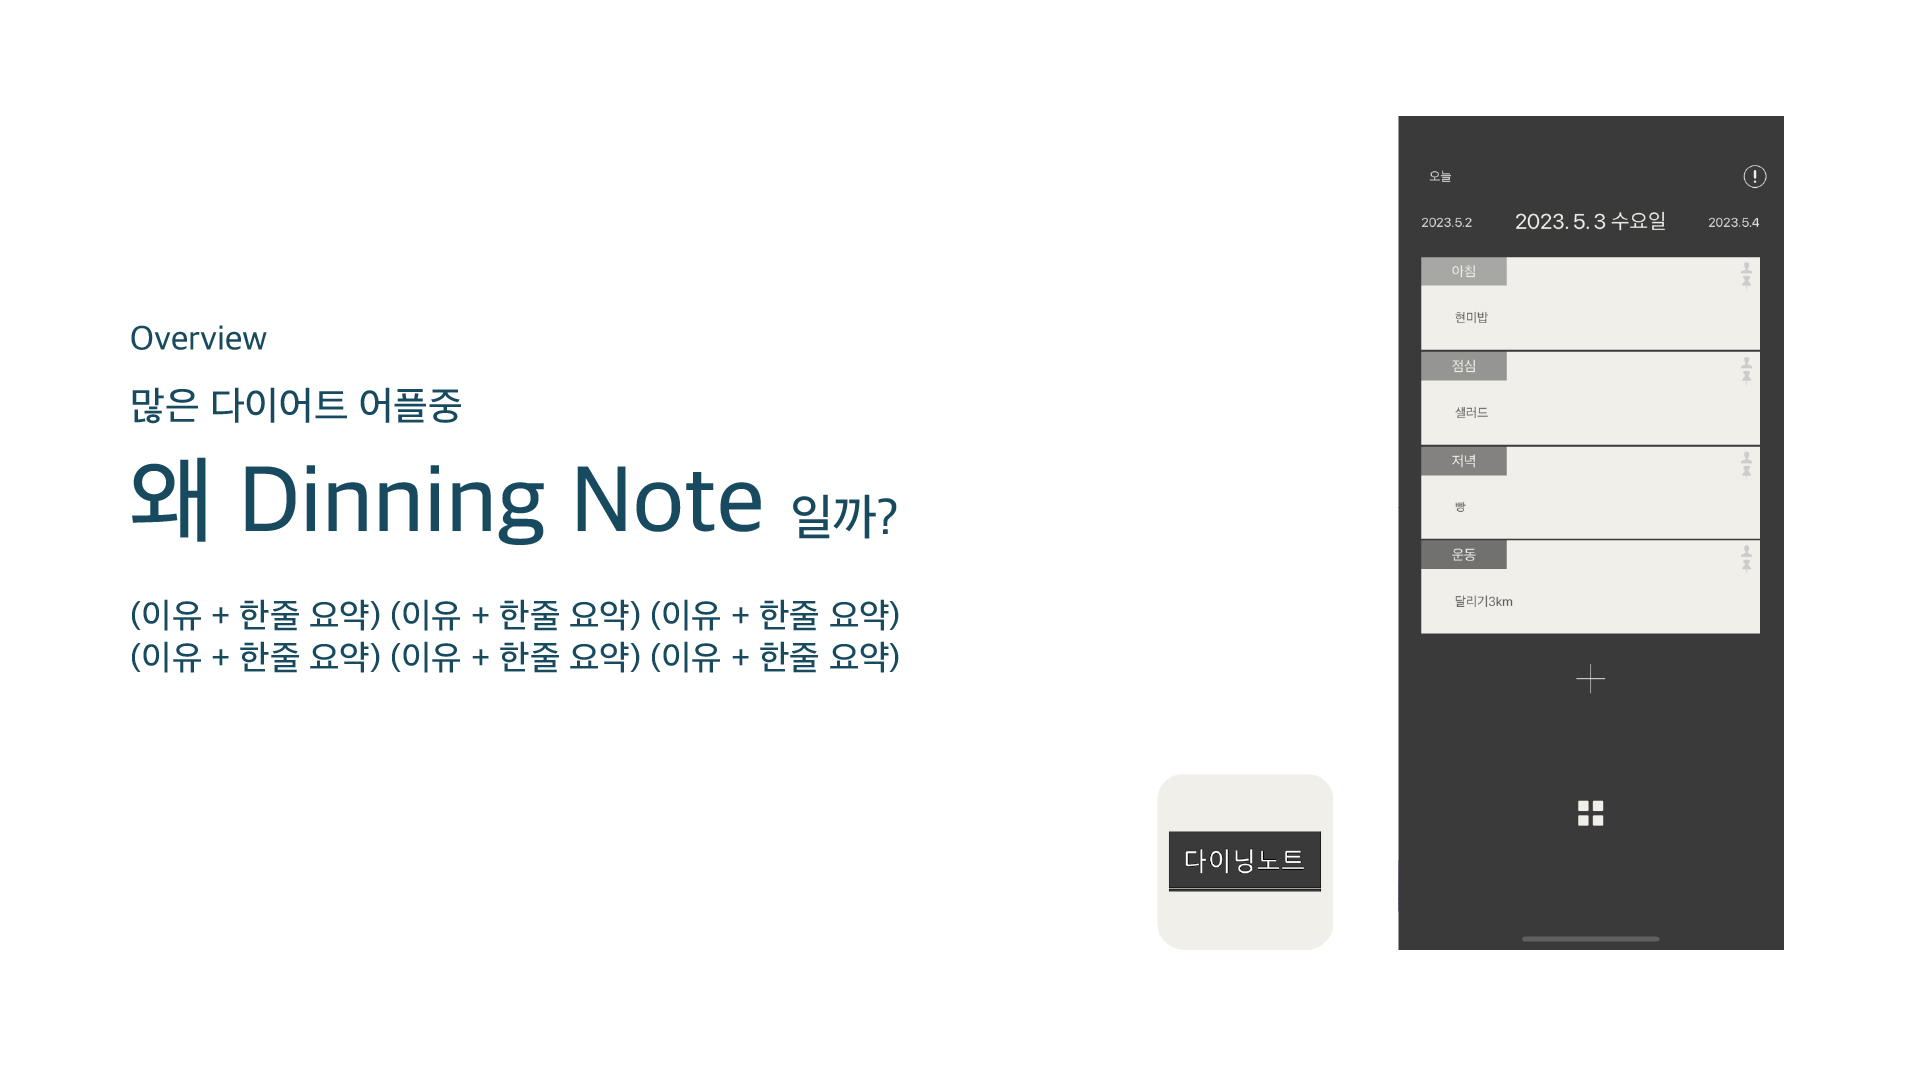 Overview
많은 다이어트 어플중
왜 Dinning Note 일까?
(이유 + 한줄 요약) (이유 + 한줄 요약) (이유 + 한줄 요약)
(이유 + 한줄 요약) (이유 + 한줄 요약) (이유 + 한줄 요약)
다이닝노트
오늘
2023.5.2 2023. 5. 3 수요일 2023.5.4
아침
현미밥
점심
샐러드
저녁
빵
운동
달리기3km